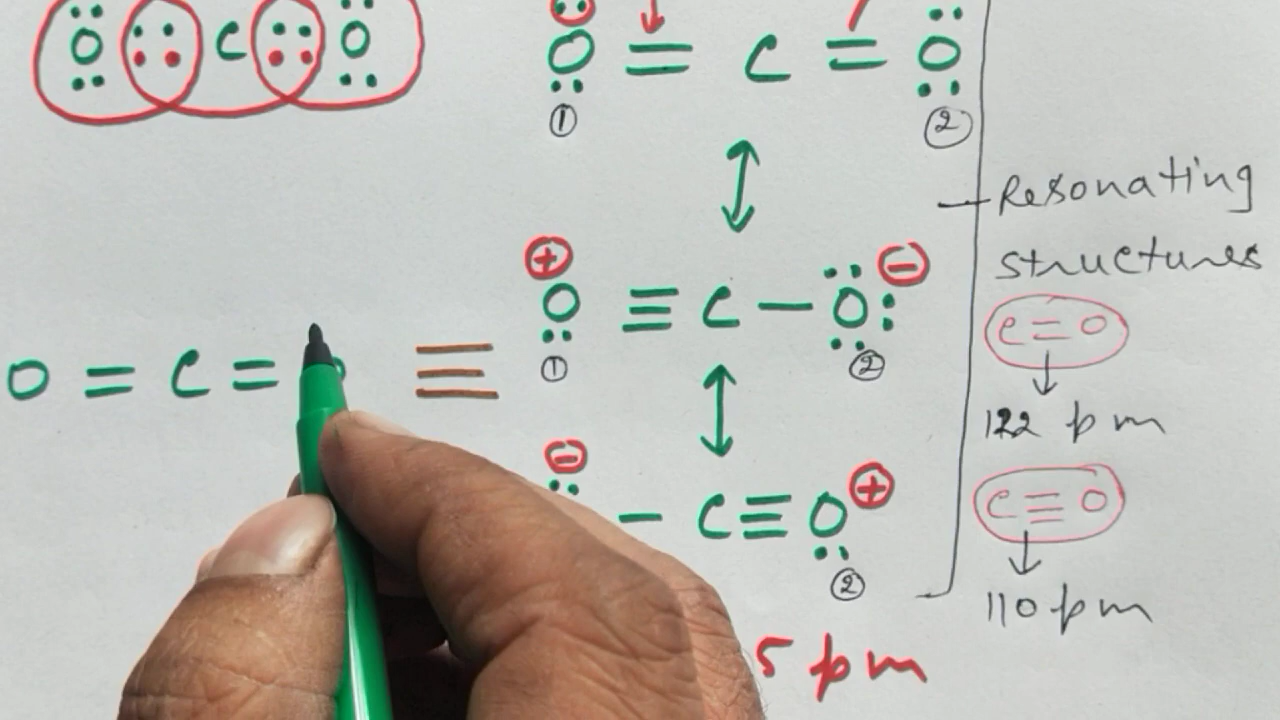 O :: C :: O
O = C = O
① ②
Resonating
structures
⊕ ⊖
O ≡ C — O
① ②
C = O
122 pm
O = C = O ≡
⊖ ⊕
— C ≡ O
②
C ≡ O
110 pm
5 pm